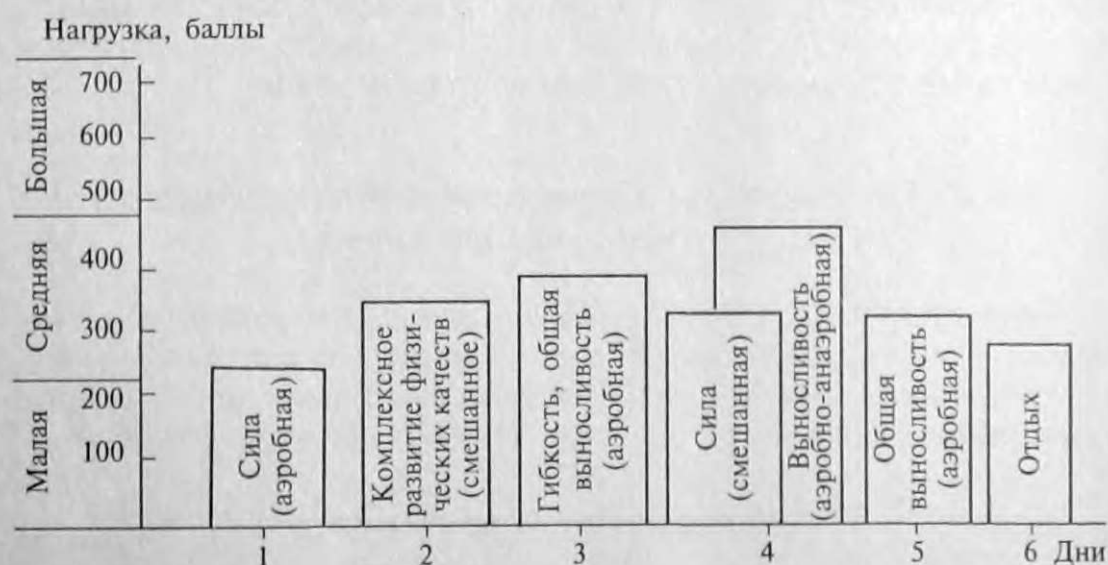 Нагрузка, баллы
Большая
Средняя
Малая
700
600
500
400
300
200
100
Сила
(аэробная)
Комплексное
развитие физи-
ческих качеств
(смешанное)
Гибкость, общая
выносливость
(аэробная)
Сила
(смешанная)
Выносливость
(аэробно-анаэробная)
Общая
выносливость
(аэробная)
Отдых
1 2 3 4 5 6 Дни